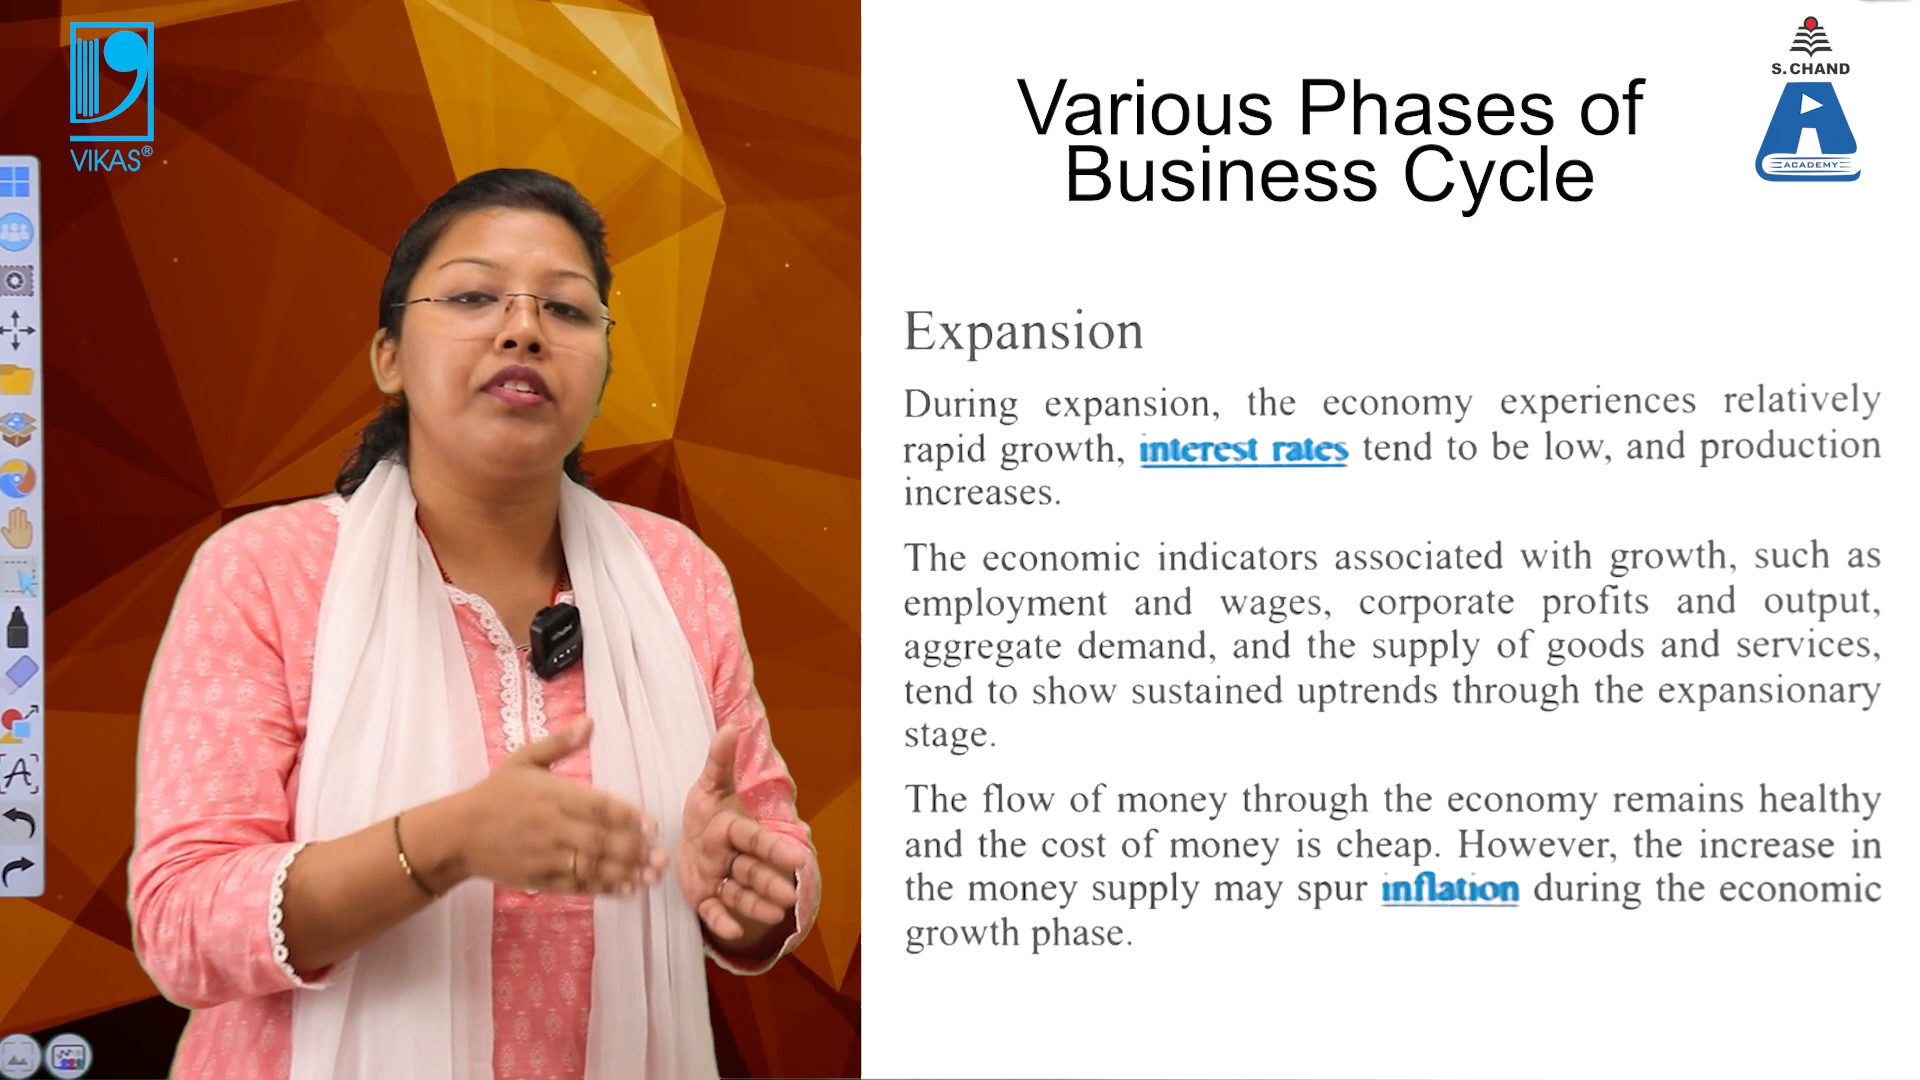 VIKAS®
S. CHAND
ACADEMY
Various Phases of
Business Cycle
Expansion
During expansion, the economy experiences relatively
rapid growth, interest rates tend to be low, and production
increases.
The economic indicators associated with growth, such as
employment and wages, corporate profits and output,
aggregate demand, and the supply of goods and services,
tend to show sustained uptrends through the expansionary
stage.
The flow of money through the economy remains healthy
and the cost of money is cheap. However, the increase in
the money supply may spur inflation during the economic
growth phase.